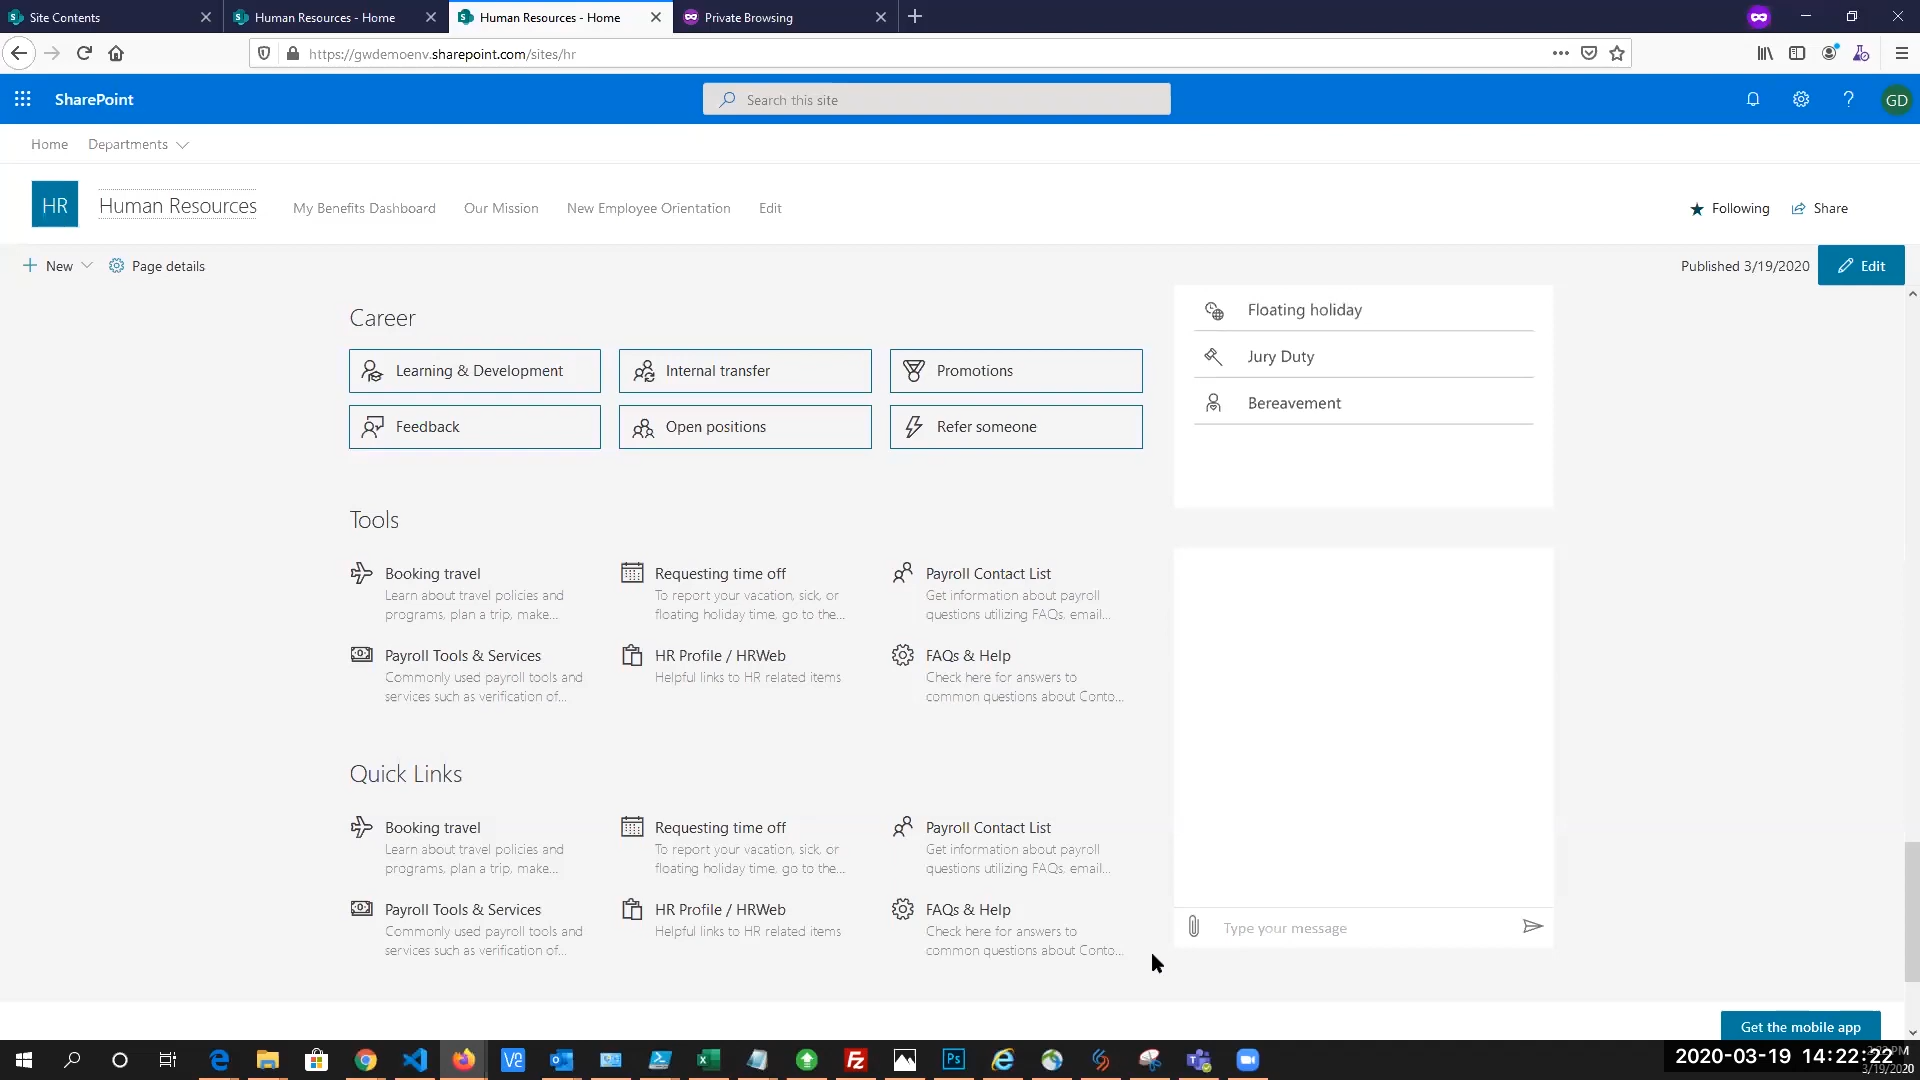 Site Contents
Human Resources - Home
Human Resources - Home
Private Browsing
https://gwdemoenv.sharepoint.com/sites/hr
SharePoint
Search this site
GD
Home
Departments
HR
Human Resources
My Benefits Dashboard
Our Mission
New Employee Orientation
Edit
Following
Share
New
Page details
Published 3/19/2020
Edit
Career
Learning & Development
Internal transfer
Promotions
Feedback
Open positions
Refer someone
Floating holiday
Jury Duty
Bereavement
Tools
Booking travel
Learn about travel policies and
programs, plan a trip, make...
Requesting time off
To report your vacation, sick, or
floating holiday time, go to the...
Payroll Contact List
Get information about payroll
questions utilizing FAQs, email...
Payroll Tools & Services
Commonly used payroll tools and
services such as verification of...
HR Profile / HRWeb
Helpful links to HR related items
FAQs & Help
Check here for answers to
common questions about Conto...
Quick Links
Booking travel
Learn about travel policies and
programs, plan a trip, make...
Requesting time off
To report your vacation, sick, or
floating holiday time, go to the...
Payroll Contact List
Get information about payroll
questions utilizing FAQs, email...
Payroll Tools & Services
Commonly used payroll tools and
services such as verification of...
HR Profile / HRWeb
Helpful links to HR related items
FAQs & Help
Check here for answers to
common questions about Conto...
Type your message
Get the mobile app
2020-03-19 14:22:22
3/19/2020